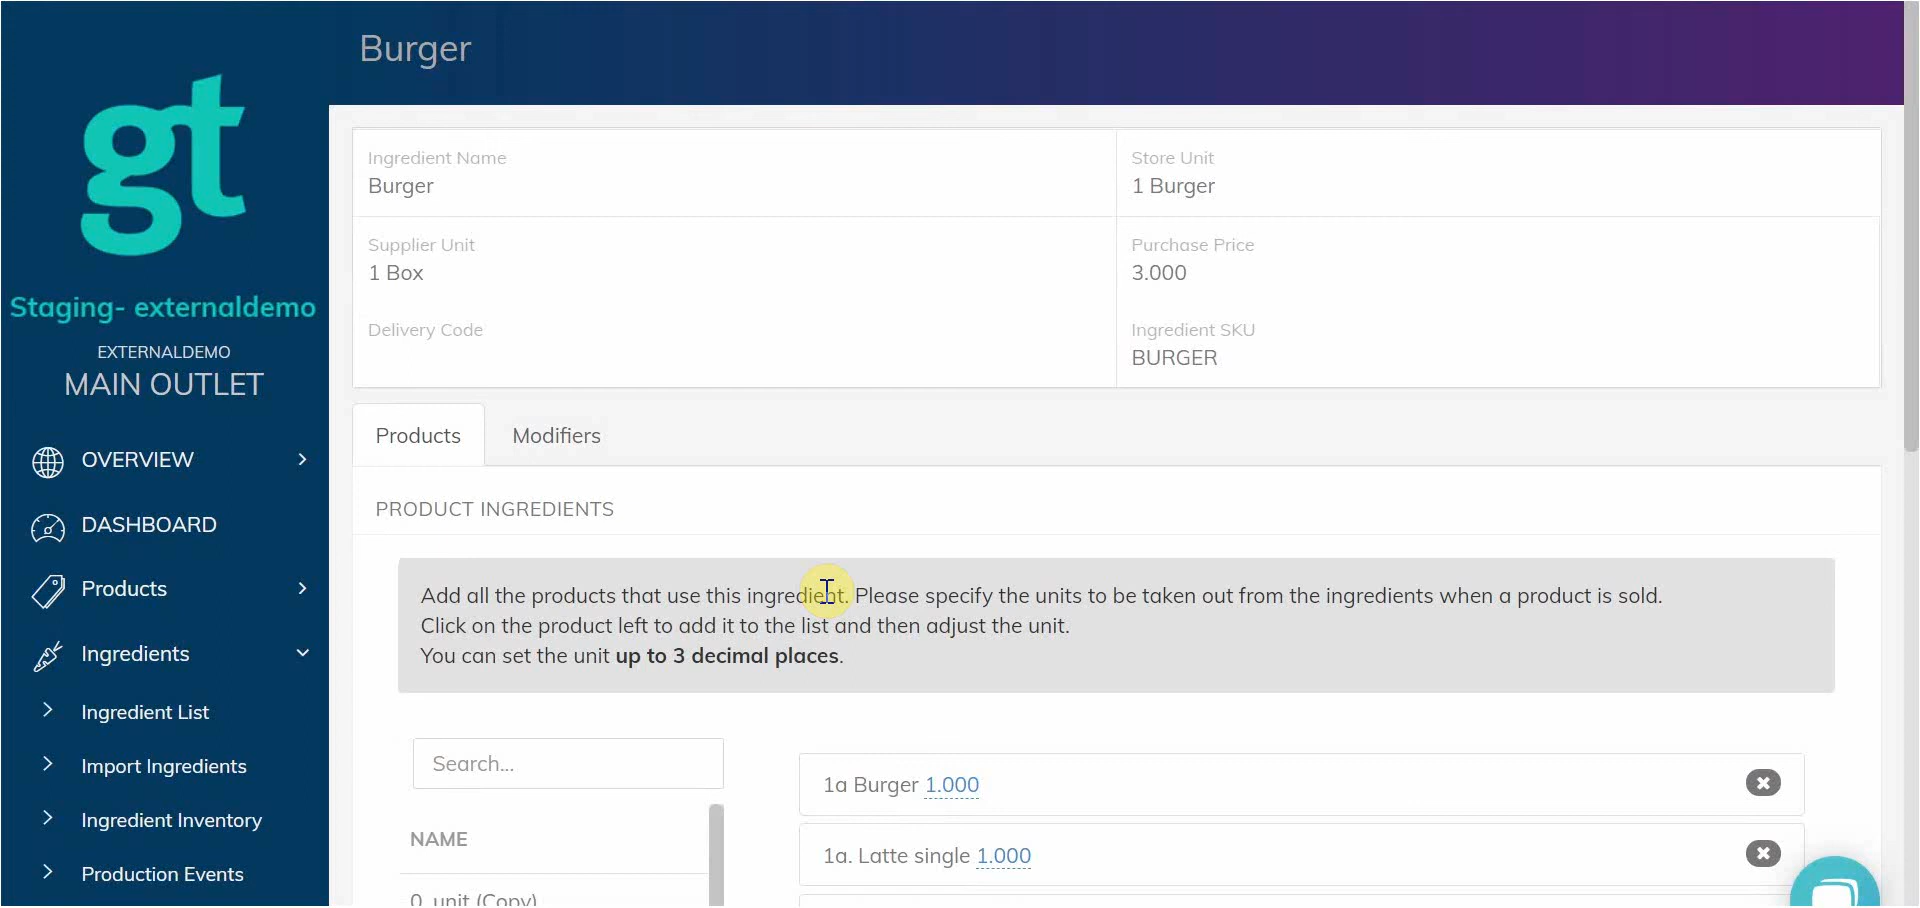 Burger
gt
Staging- externaldemo
EXTERNALDEMO
MAIN OUTLET
OVERVIEW
DASHBOARD
Products
Ingredients
Ingredient List
Import Ingredients
Ingredient Inventory
Production Events
Ingredient Name
Burger
Store Unit
1 Burger
Supplier Unit
1 Box
Purchase Price
3.000
Delivery Code
Ingredient SKU
BURGER
Products
Modifiers
PRODUCT INGREDIENTS
Add all the products that use this ingredient. Please specify the units to be taken out from the ingredients when a product is sold.
Click on the product left to add it to the list and then adjust the unit.
You can set the unit up to 3 decimal places.
Search...
NAME
0. unit (Copy)
1a Burger 1.000
1a. Latte single 1.000